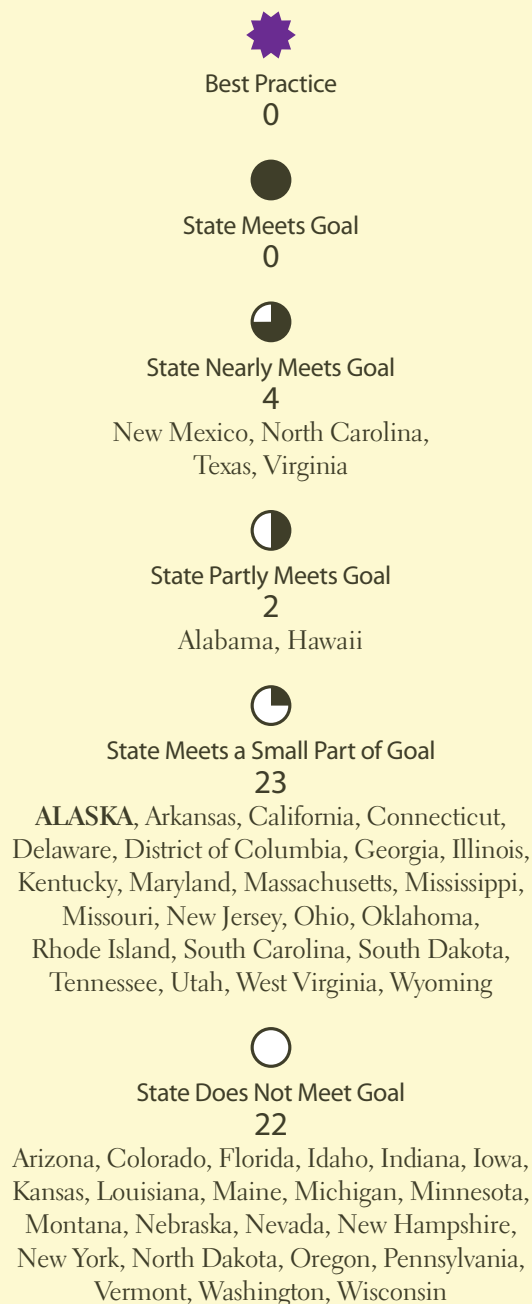 Best Practice
0
State Meets Goal
0
State Nearly Meets Goal
4
New Mexico, North Carolina,
Texas, Virginia
State Partly Meets Goal
2
Alabama, Hawaii
State Meets a Small Part of Goal
23
ALASKA, Arkansas, California, Connecticut,
Delaware, District of Columbia, Georgia, Illinois,
Kentucky, Maryland, Massachusetts, Mississippi,
Missouri, New Jersey, Ohio, Oklahoma,
Rhode Island, South Carolina, South Dakota,
Tennessee, Utah, West Virginia, Wyoming
State Does Not Meet Goal
22
Arizona, Colorado, Florida, Idaho, Indiana, Iowa,
Kansas, Louisiana, Maine, Michigan, Minnesota,
Montana, Nebraska, Nevada, New Hampshire,
New York, North Dakota, Oregon, Pennsylvania,
Vermont, Washington, Wisconsin